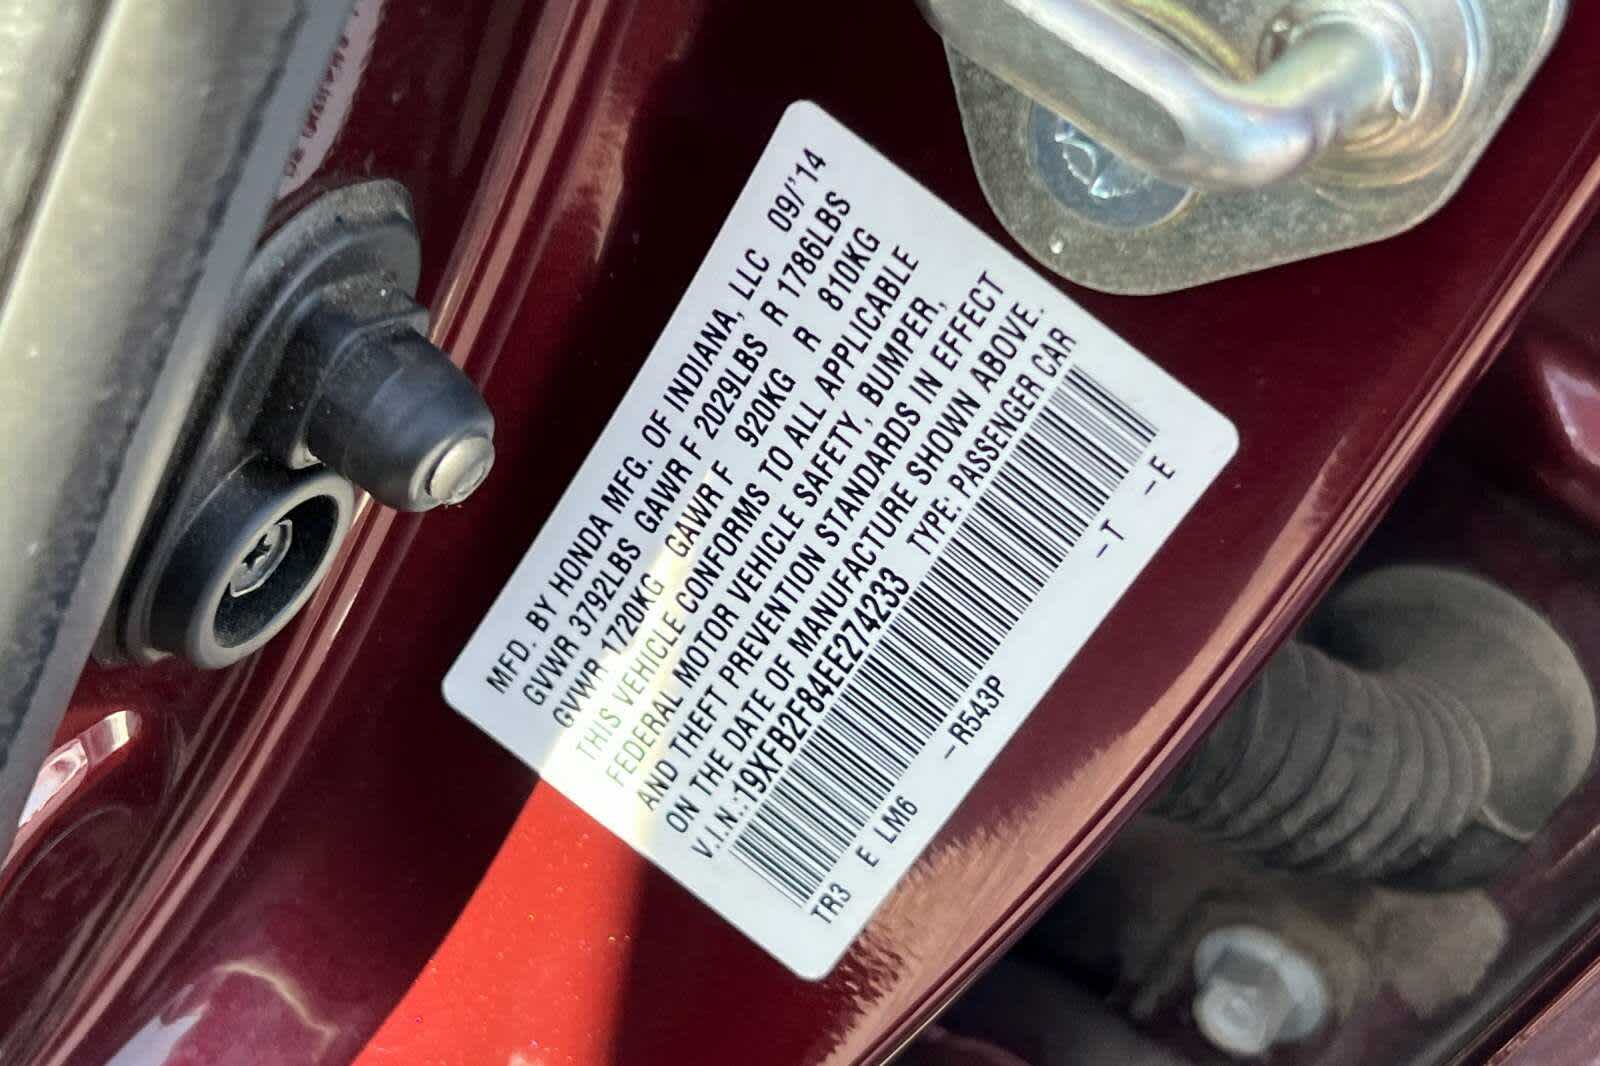 MFD. BY HONDA MFG. OF INDIANA, LLC 09/'14
GVWR 3792LBS GAWR F 2029LBS R 1786LBS
GVWR 1720KG GAWR F 920KG R 810KG
THIS VEHICLE CONFORMS TO ALL APPLICABLE
FEDERAL MOTOR VEHICLE SAFETY, BUMPER,
AND THEFT PREVENTION STANDARDS IN EFFECT
ON THE DATE OF MANUFACTURE SHOWN ABOVE.
V.I.N.:19XFB2F84EE274233 TYPE: PASSENGER CAR
TR3 E LM6 -R543P -T -E